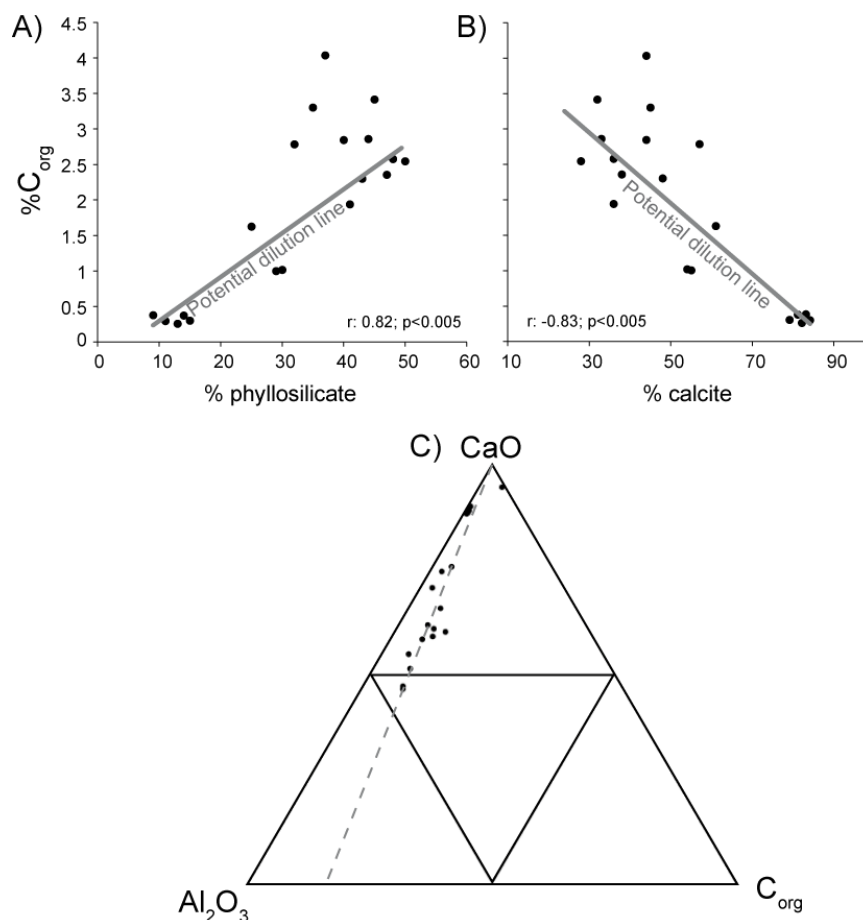 A)
B)
%Corg
4.5
4
3.5
3
2.5
2
1.5
1
0.5
0
Potential dilution line
Potential dilution line
r: 0.82; p<0.005
r: -0.83; p<0.005
0 10 20 30 40 50 60
10 30 50 70 90
% phyllosilicate
% calcite
C) CaO
Al2O3
Corg